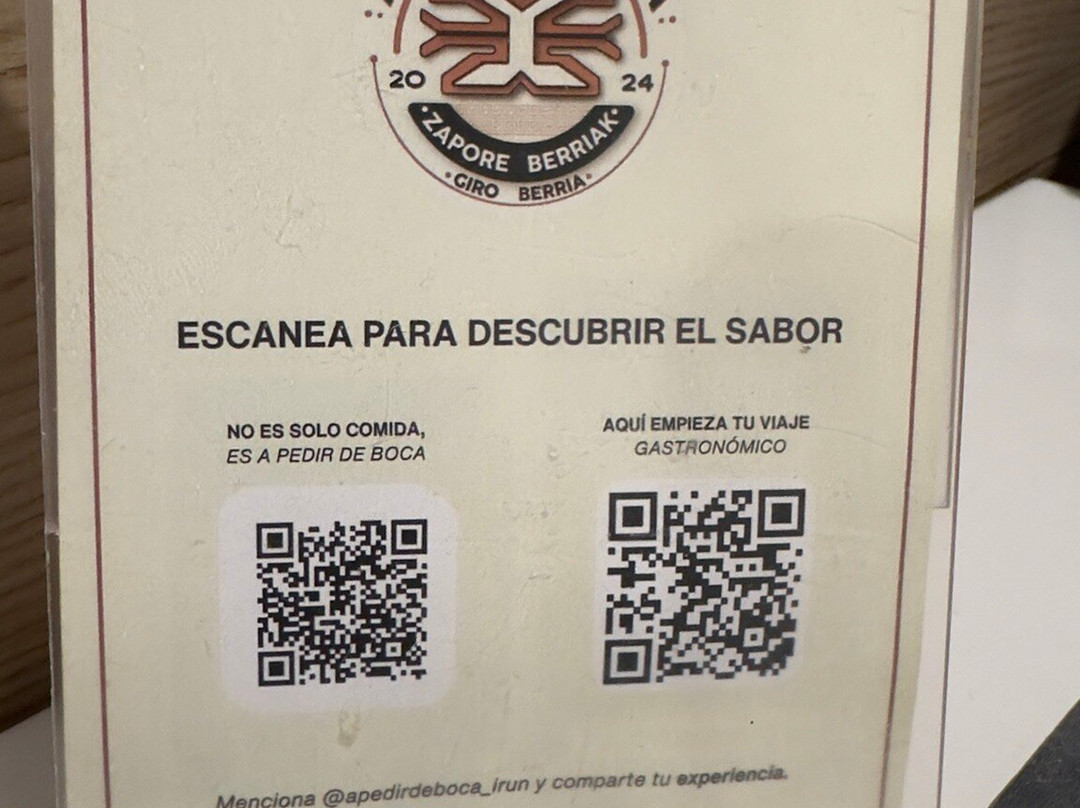 20 24
·ZAPORE BERRIAK·
·GIRO BERRIA·
ESCANEA PARA DESCUBRIR EL SABOR
NO ES SOLO COMIDA,
ES A PEDIR DE BOCA
AQUÍ EMPIEZA TU VIAJE
GASTRONÓMICO
Menciona @apedirdeboca_irun y comparte tu experiencia.